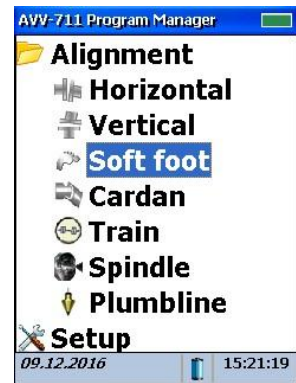 AVV-711 Program Manager
Alignment
Horizontal
Vertical
Soft foot
Cardan
Train
Spindle
Plumbline
Setup
09.12.2016 15:21:19